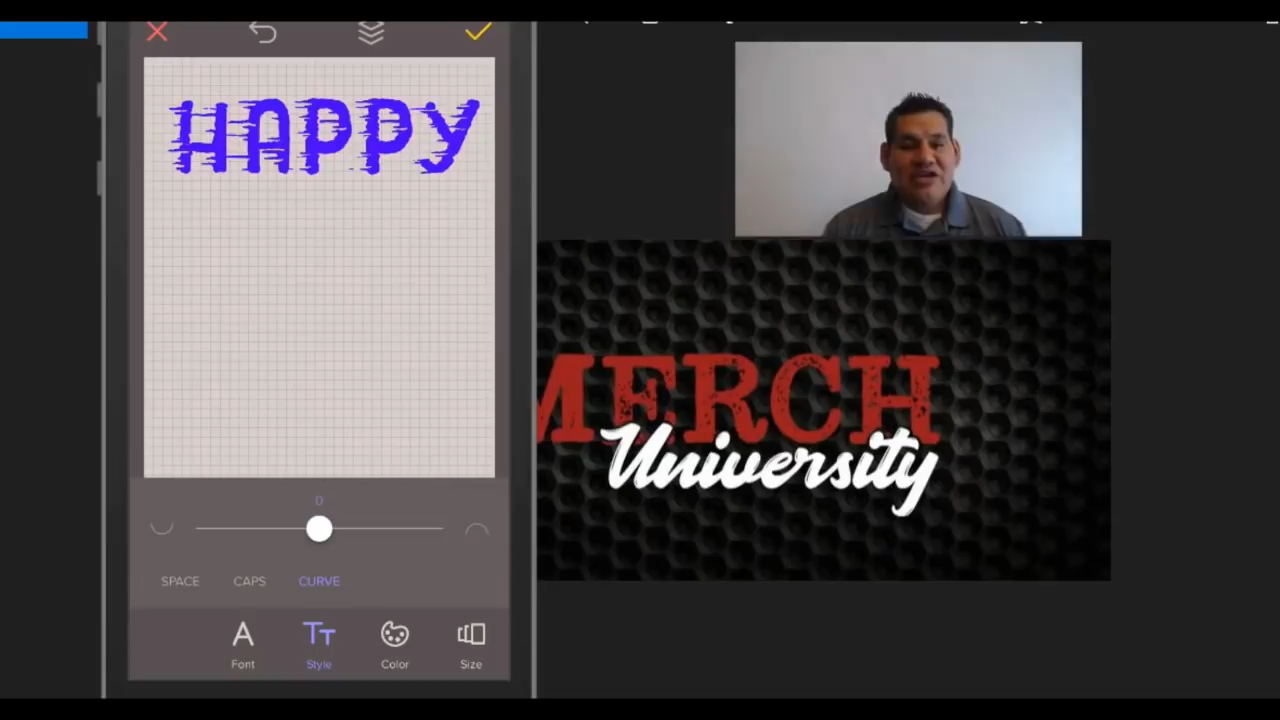 HAPPY
0
SPACE CAPS CURVE
Font Style Color Size
MERCH
University